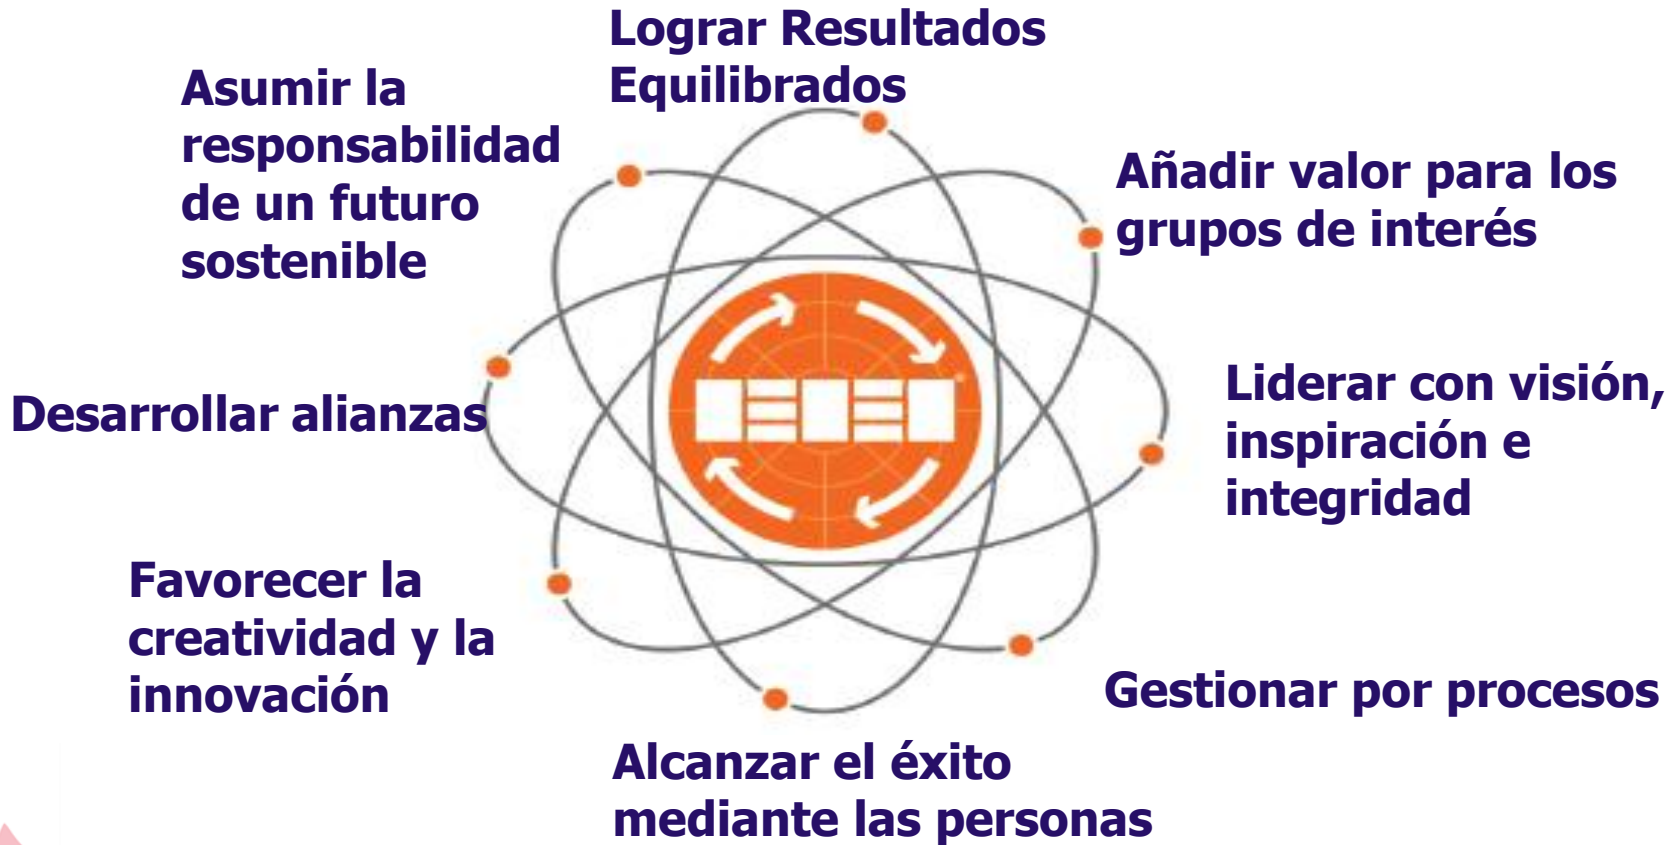 Lograr Resultados
Equilibrados
Asumir la
responsabilidad
de un futuro
sostenible
Añadir valor para los
grupos de interés
Desarrollar alianzas
Liderar con visión,
inspiración e
integridad
Favorecer la
creatividad y la
innovación
Gestionar por procesos
Alcanzar el éxito
mediante las personas